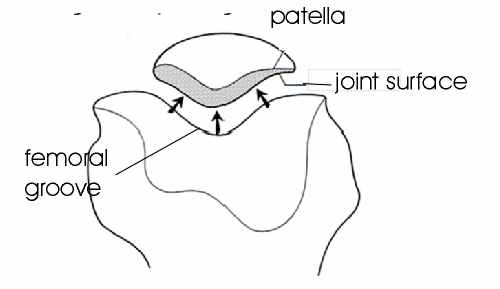 patella
joint surface
femoral
groove